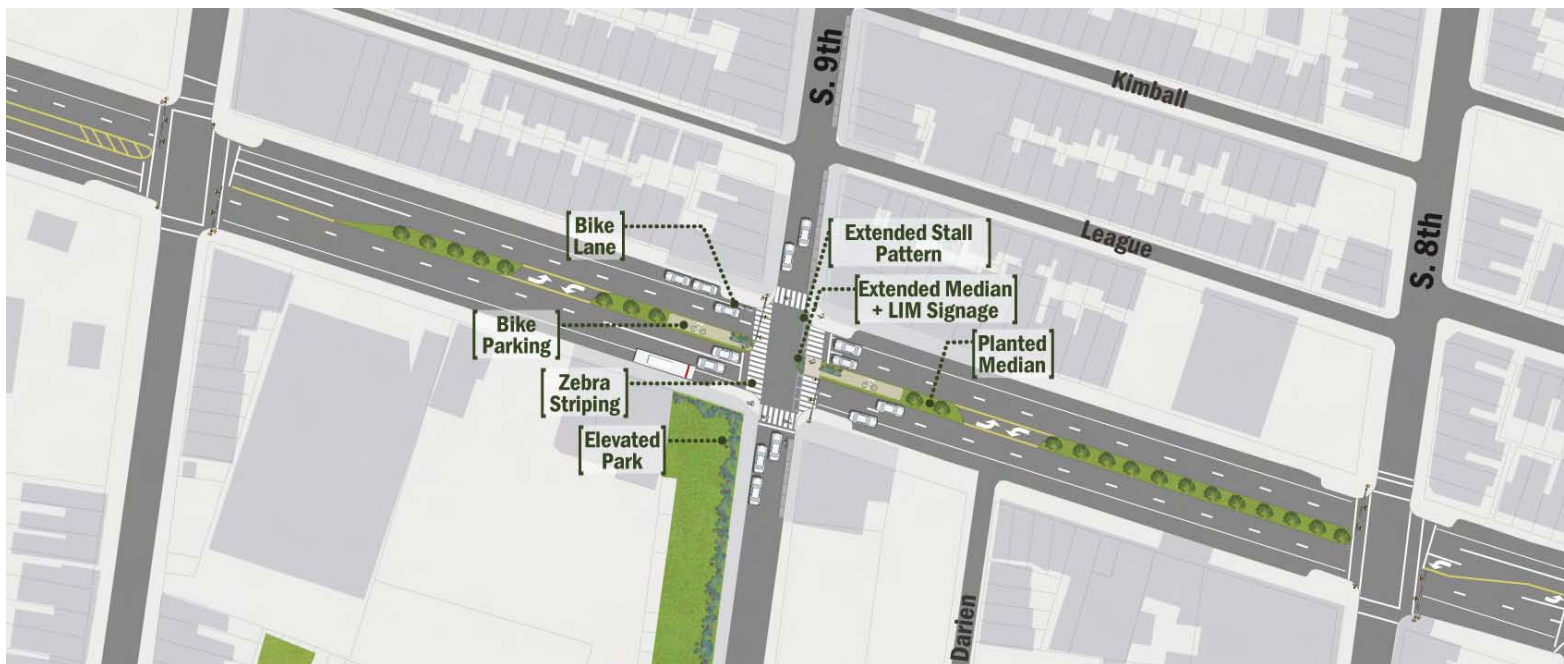 S. 9th
Kimball
League
S. 8th
Bike
Lane
Extended Stall
Pattern
Extended Median
+ LIM Signage
Bike
Parking
Planted
Median
Zebra
Striping
Elevated
Park
Darien